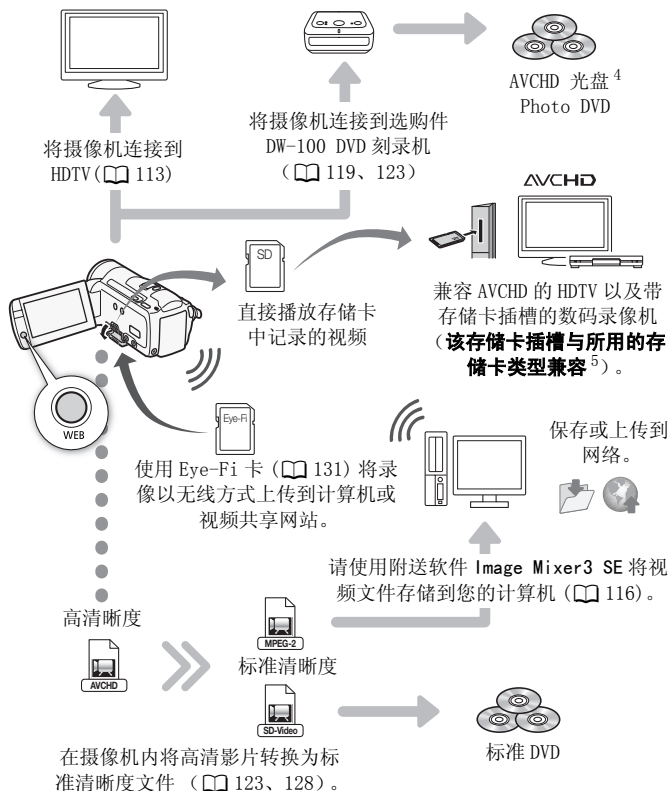 AVCHD 光盘4
Photo DVD
将摄像机连接到
HDTV(113)
将摄像机连接到选购件
DW-100 DVD 刻录机
(119、123)
AVCHD
SD
直接播放存储卡
中记录的视频
兼容 AVCHD 的 HDTV 以及带
存储卡插槽的数码录像机
(该存储卡插槽与所用的存
储卡类型兼容5)。
WEB
Eye-Fi
使用 Eye-Fi 卡(131)将录
像以无线方式上传到计算机或
视频共享网站。
保存或上传到
网络。
请使用附送软件 Image Mixer3 SE 将视
频文件存储到您的计算机(116)。
高清晰度
AVCHD
MPEG-2
标准清晰度
SD-Video
标准 DVD
在摄像机内将高清影片转换为标
准清晰度文件 (123、128)。